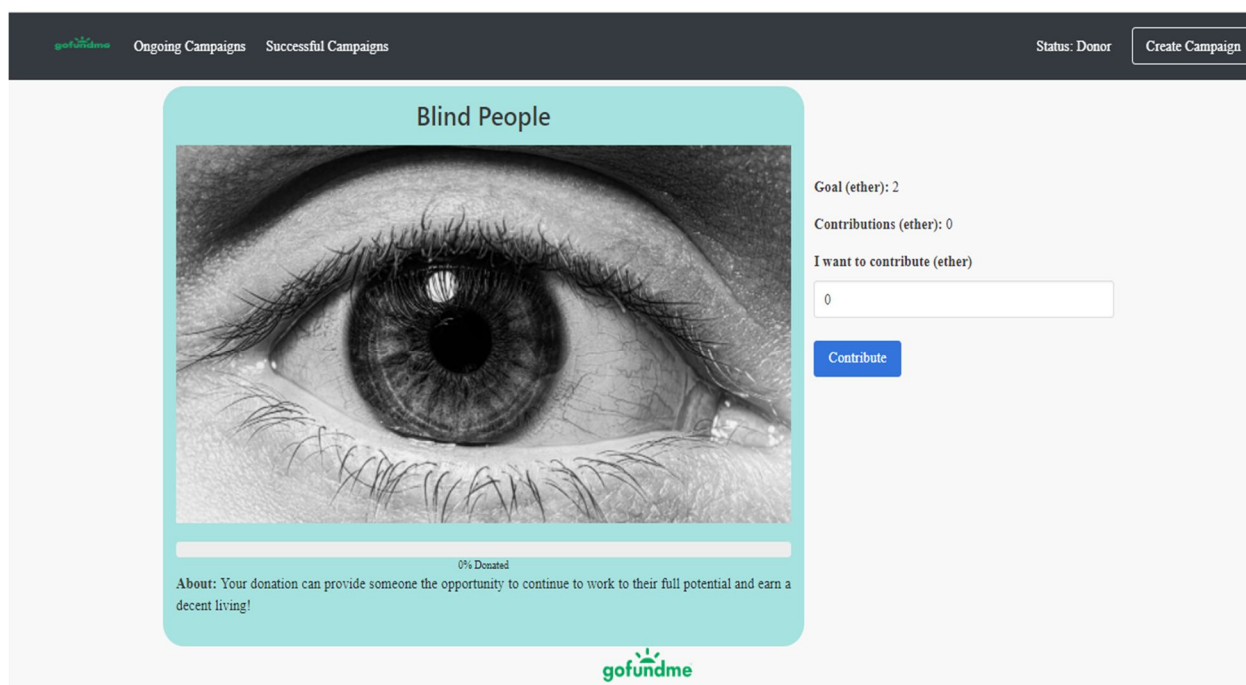 gofundme
Ongoing Campaigns
Successful Campaigns
Status: Donor
Create Campaign
Blind People
0% Donated
About: Your donation can provide someone the opportunity to continue to work to their full potential and earn a
decent living!
Goal (ether): 2
Contributions (ether): 0
I want to contribute (ether)
0
Contribute
gofundme